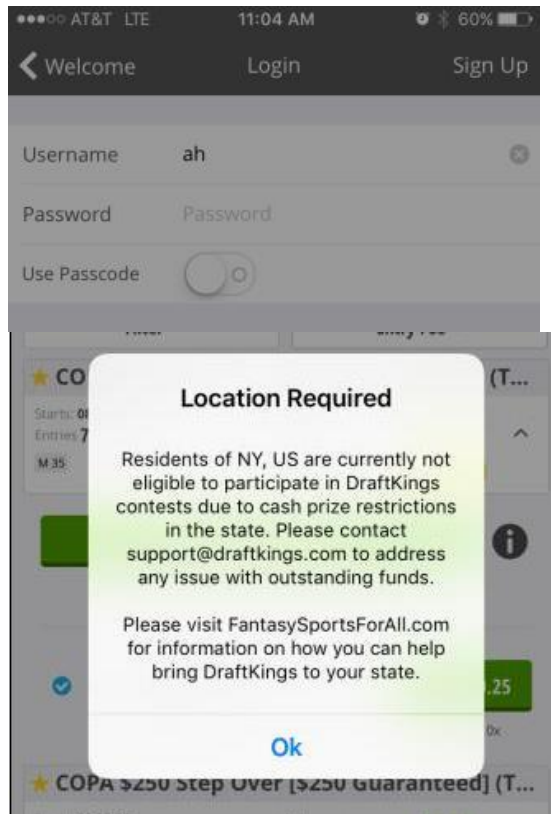 AT&T LTE 11:04 AM 60%
Welcome Login Sign Up
Username ah
Password Password
Use Passcode
CO (T...
Starts: 08
Entries 7
M 35
Location Required
Residents of NY, US are currently not
eligible to participate in DraftKings
contests due to cash prize restrictions
in the state. Please contact
support@draftkings.com to address
any issue with outstanding funds.
Please visit FantasySportsForAll.com
for information on how you can help
bring DraftKings to your state.
.25
0x
Ok
COPA $250 Step Over [$250 Guaranteed] (T...